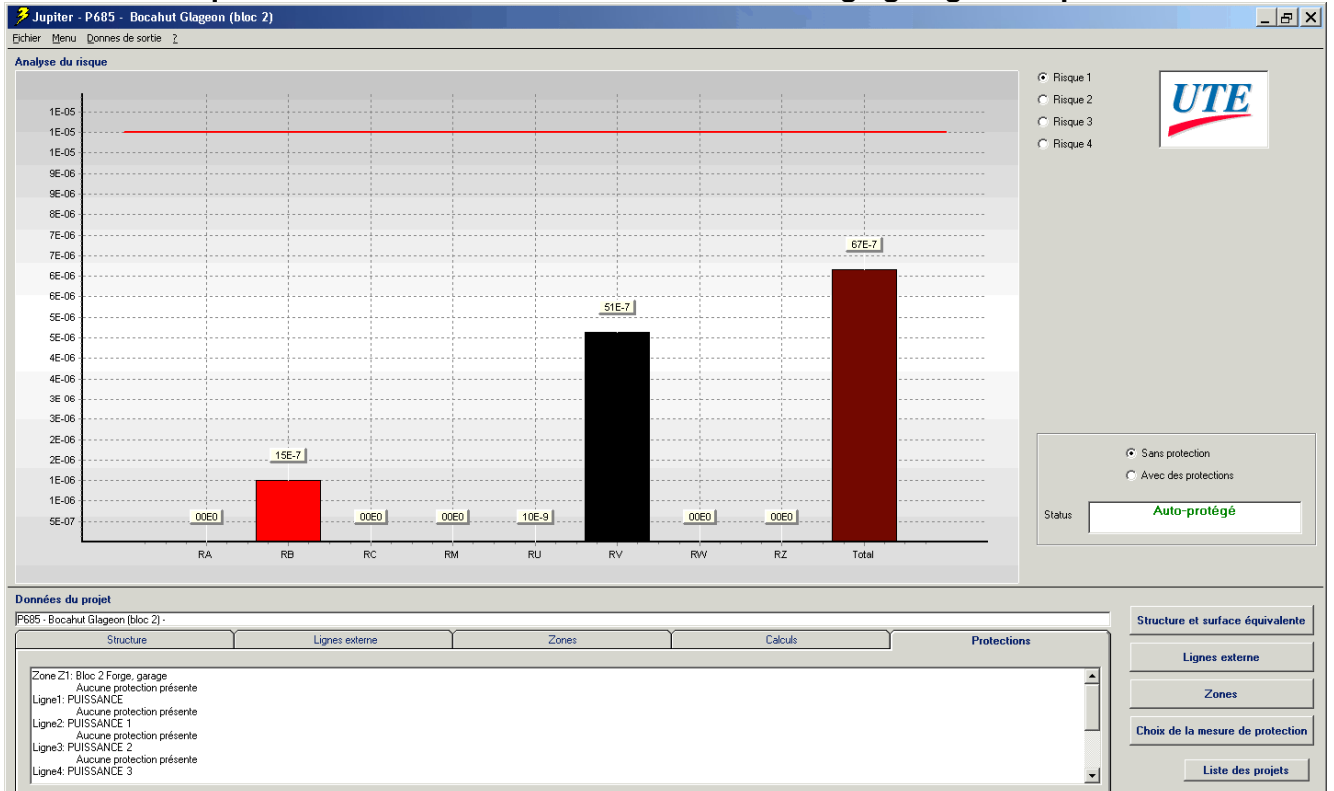 Jupiter - P685 - Bocahut Glageon (bloc 2)
Fichier Menu Donnes de sortie ?
Analyse du risque
1E-05
1E-05
1E-05
9E-06
9E-06
8E-06
7E-06
7E-06
6E-06
6E-06
5E-06
5E-06
4E-06
4E-06
3E 06
3E-06
2E-06
2E-06
1E-06
1E-06
5E-07
00E0
15E-7
00E0
00E0
10E-9
51E-7
00E0
00E0
67E-7
RA RB RC RM RU RV RW RZ Total
Risque 1
Risque 2
Risque 3
Risque 4
UTE
Sans protection
Avec des protections
Status Auto-protégé
Données du projet
P685 - Bocahut Glageon (bloc 2) -
Structure Lignes externe Zones Calculs Protections
Zone Z1: Bloc 2 Forge, garage
Aucune protection présente
Ligne1: PUISSANCE
Aucune protection présente
Ligne2: PUISSANCE 1
Aucune protection présente
Ligne3: PUISSANCE 2
Aucune protection présente
Ligne4: PUISSANCE 3
Structure et surface équivalente
Lignes externe
Zones
Choix de la mesure de protection
Liste des projets